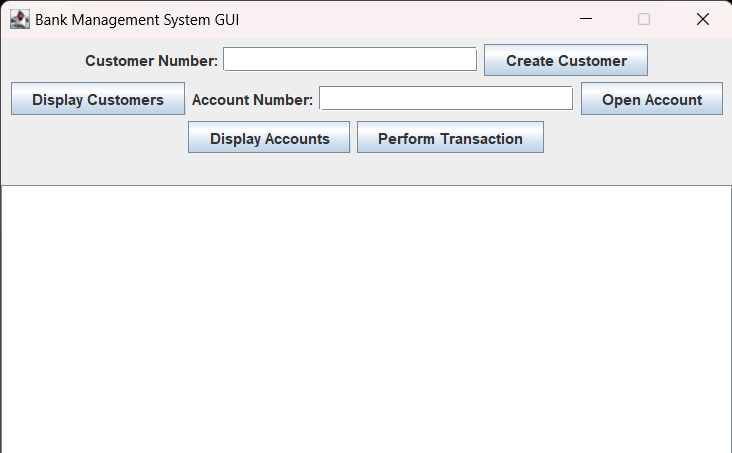 Bank Management System GUI
Customer Number: Create Customer
Display Customers Account Number: Open Account
Display Accounts Perform Transaction